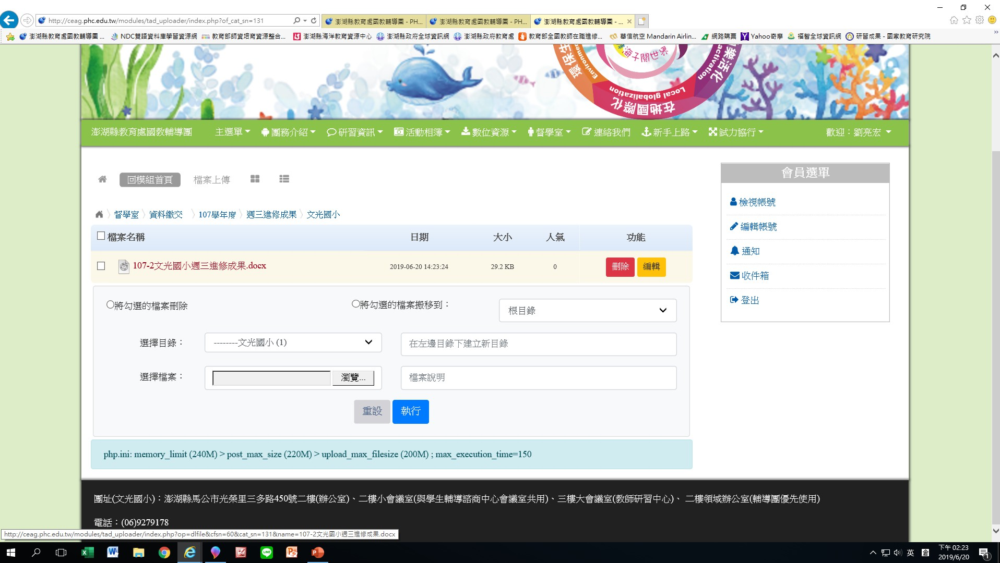 http://ceag.phc.edu.tw/modules/tad_uploader/index.php?of_cat_sn=131
澎湖縣教育處國教輔導團 - PH...
澎湖縣教育處國教輔導團 - PH...
澎湖縣教育處國教輔導團 - ...
澎湖縣教育處國教輔導團 ...
NDC雙語資料庫學習資源網
教育部師資培育資源整合...
澎湖縣海洋教育資源中心
澎湖縣政府全球資訊網
澎湖縣政府教育處
教育部全國教師在職進修...
華信航空 Mandarin Airlin...
網路購票
Yahoo奇摩
福智全球資訊網
研習成果 - 國家教育研究院
海子闊世界
環保生
Environme
在地國際化
Local globalization
樂活化
activation
澎湖縣教育處國教輔導團
主選單
團務介紹
研習資訊
活動相簿
數位資源
督學室
連絡我們
新手上路
試力協行
歡迎：劉亮宏
回模組首頁
檔案上傳
督學室
資料繳交
107學年度
週三進修成果
文光國小
檔案名稱 日期 大小 人氣 功能
107-2文光國小週三進修成果.docx 2019-06-20 14:23:24 29.2 KB 0 刪除 編輯
將勾選的檔案刪除
將勾選的檔案搬移到：
根目錄
選擇目錄：
--------文光國小 (1)
在左邊目錄下建立新目錄
選擇檔案：
瀏覽...
檔案說明
重設
執行
php.ini: memory_limit (240M) > post_max_size (220M) > upload_max_filesize (200M) ; max_execution_time=150
會員選單
檢視帳號
編輯帳號
通知
收件箱
登出
團址(文光國小)：澎湖縣馬公市光榮里三多路450號二樓(辦公室)、二樓小會議室(與學生輔導諮商中心會議室共用)、三樓大會議室(教師研習中心)、 二樓領域辦公室(輔導團優先使用)
電話：(06)9279178
http://ceag.phc.edu.tw/modules/tad_uploader/index.php?op=dlfile&cfsn=60&cat_sn=131&name=107-2文光國小週三進修成果.docx
英
下午 02:23
2019/6/20
1